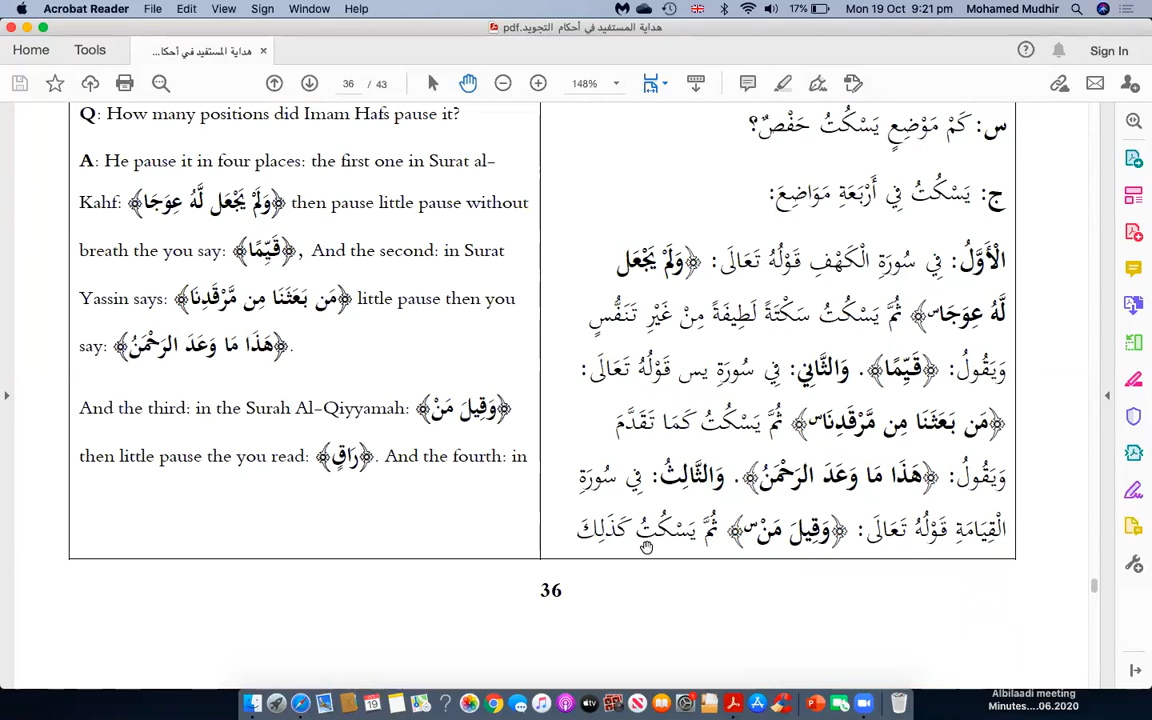 Acrobat Reader File Edit View Sign Window Help 17% Mon 19 Oct 9:21 pm Mohamed Mudhir
هداية المستفيد في أحكام التجويد.pdf
Home Tools هداية المستفيد في أحكا... × Sign In
36 / 43 148%
Q: How many positions did Imam Hafs pause it?
A: He pause it in four places: the first one in Surat al-
Kahf: ﴿وَلَمْ يَجْعَل لَّهُ عِوَجَا﴾ then pause little pause without
breath the you say: ﴿قَيِّمًا﴾, And the second: in Surat
Yassin says: ﴿مَن بَعَثَنَا مِن مَّرْقَدِنَا﴾ little pause then you
say: ﴿هَذَا مَا وَعَدَ الرَحْمَنُ﴾.
And the third: in the Surah Al-Qiyyamah: ﴿وَقِيلَ مَنْ﴾
then little pause the you read: ﴿رَاقٍ﴾. And the fourth: in
س: كَمْ مَوْضِعٍ يَسْكُتُ حَفْصٌ؟
ج: يَسْكُتُ فِي أَرْبَعَةِ مَوَاضِعَ:
الْأَوَّلُ: فِي سُورَةِ الْكَهْفِ قَوْلُهُ تَعَالَى: ﴿وَلَمْ يَجْعَل
لَّهُ عِوَجَاۜ﴾ ثُمَّ يَسْكُتُ سَكْتَةً لَطِيفَةً مِنْ غَيْرِ تَنَفُّسٍ
وَيَقُولُ: ﴿قَيِّمًا﴾. وَالثَّانِي: فِي سُورَةِ يس قَوْلُهُ تَعَالَى:
﴿مَن بَعَثَنَا مِن مَّرْقَدِنَاۜ﴾ ثُمَّ يَسْكُتُ كَمَا تَقَدَّمَ
وَيَقُولُ: ﴿هَذَا مَا وَعَدَ الرَحْمَنُ﴾. وَالثَّالِثُ: فِي سُورَةِ
الْقِيَامَةِ قَوْلُهُ تَعَالَى: ﴿وَقِيلَ مَنْۜ﴾ ثُمَّ يَسْكُتُ كَذَلِكَ
36
Albilaadi meeting
Minutes....06.2020